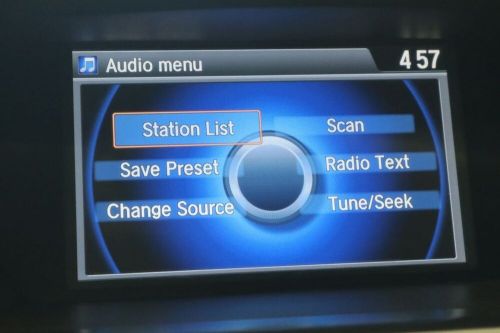 Audio menu
4 57
Station List
Scan
Save Preset
Radio Text
Change Source
Tune/Seek